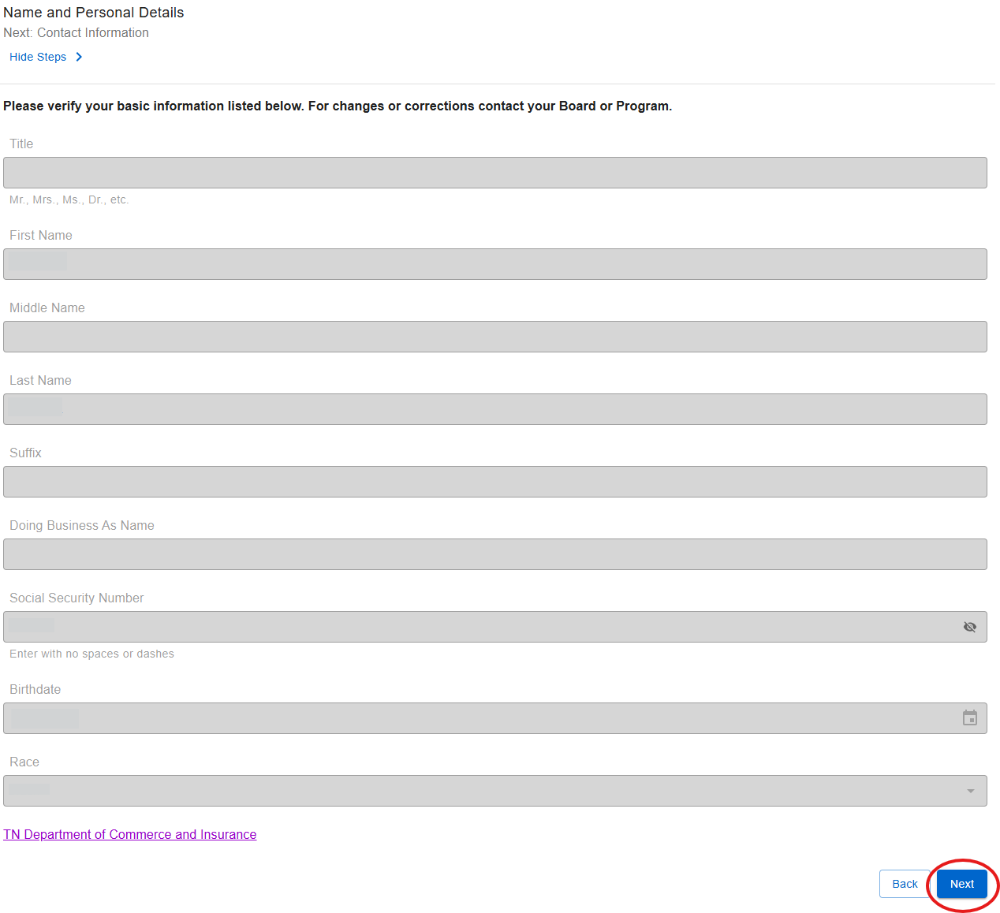 Name and Personal Details
Next: Contact Information
Hide Steps
Please verify your basic information listed below. For changes or corrections contact your Board or Program.
Title
Mr., Mrs., Ms., Dr., etc.
First Name
Middle Name
Last Name
Suffix
Doing Business As Name
Social Security Number
Enter with no spaces or dashes
Birthdate
Race
TN Department of Commerce and Insurance
Back Next